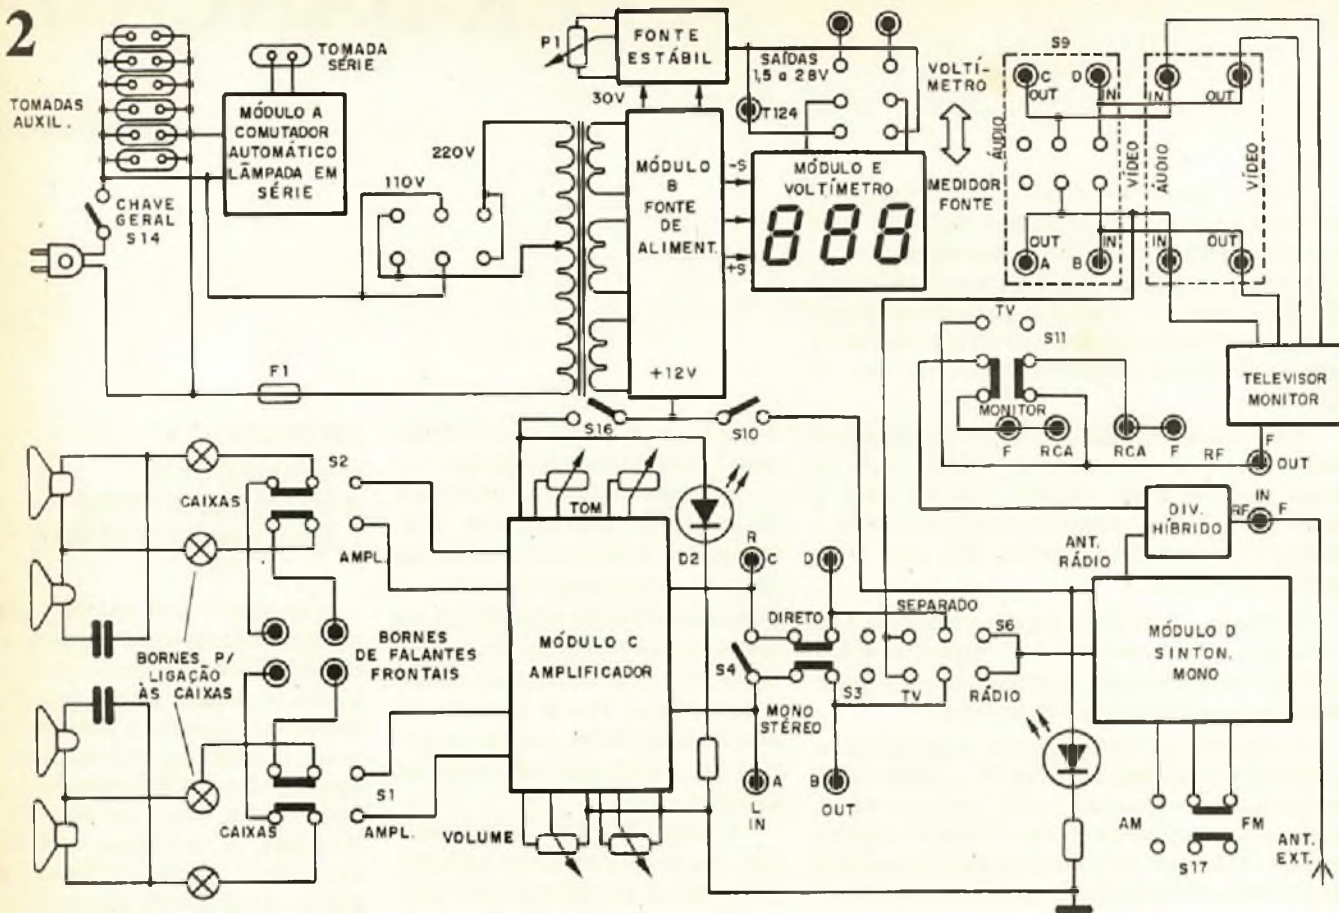 2
TOMADAS
AUXIL.
TOMADA
SÉRIE
MÓDULO A
COMUTADOR
AUTOMÁTICO
LÂMPADA EM
SÉRIE
CHAVE
GERAL
S14
110V
220V
F1
P1
FONTE
ESTÁBIL
30V
MÓDULO
B
FONTE
DE
ALIMENT.
+12V
-S
+S
SAÍDAS
1,5 a 28V
T124
MÓDULO E
VOLTÍMETRO
888
VOLTÍ-
METRO
MEDIDOR
FONTE
S9
C
D
OUT
IN
IN
OUT
ÁUDIO
VÍDEO
ÁUDIO
VÍDEO
OUT
IN
IN
OUT
A
B
TV
S11
MONITOR
F
RCA
RCA
F
TELEVISOR
MONITOR
F
RF
OUT
IN
RF
F
DIV.
HÍBRIDO
ANT.
RÁDIO
S16
S10
S2
CAIXAS
AMPL.
TOM
D2
BORNES P/
LIGAÇÃO
ÀS CAIXAS
BORNES
DE FALANTES
FRONTAIS
MÓDULO C
AMPLIFICADOR
R
C
D
DIRETO
SEPARADO
S6
S4
S3
TV
RÁDIO
MONO
STÉREO
A
L
IN
B
OUT
MÓDULO D
SINTON.
MONO
S1
CAIXAS
AMPL.
VOLUME
AM
FM
S17
ANT.
EXT.